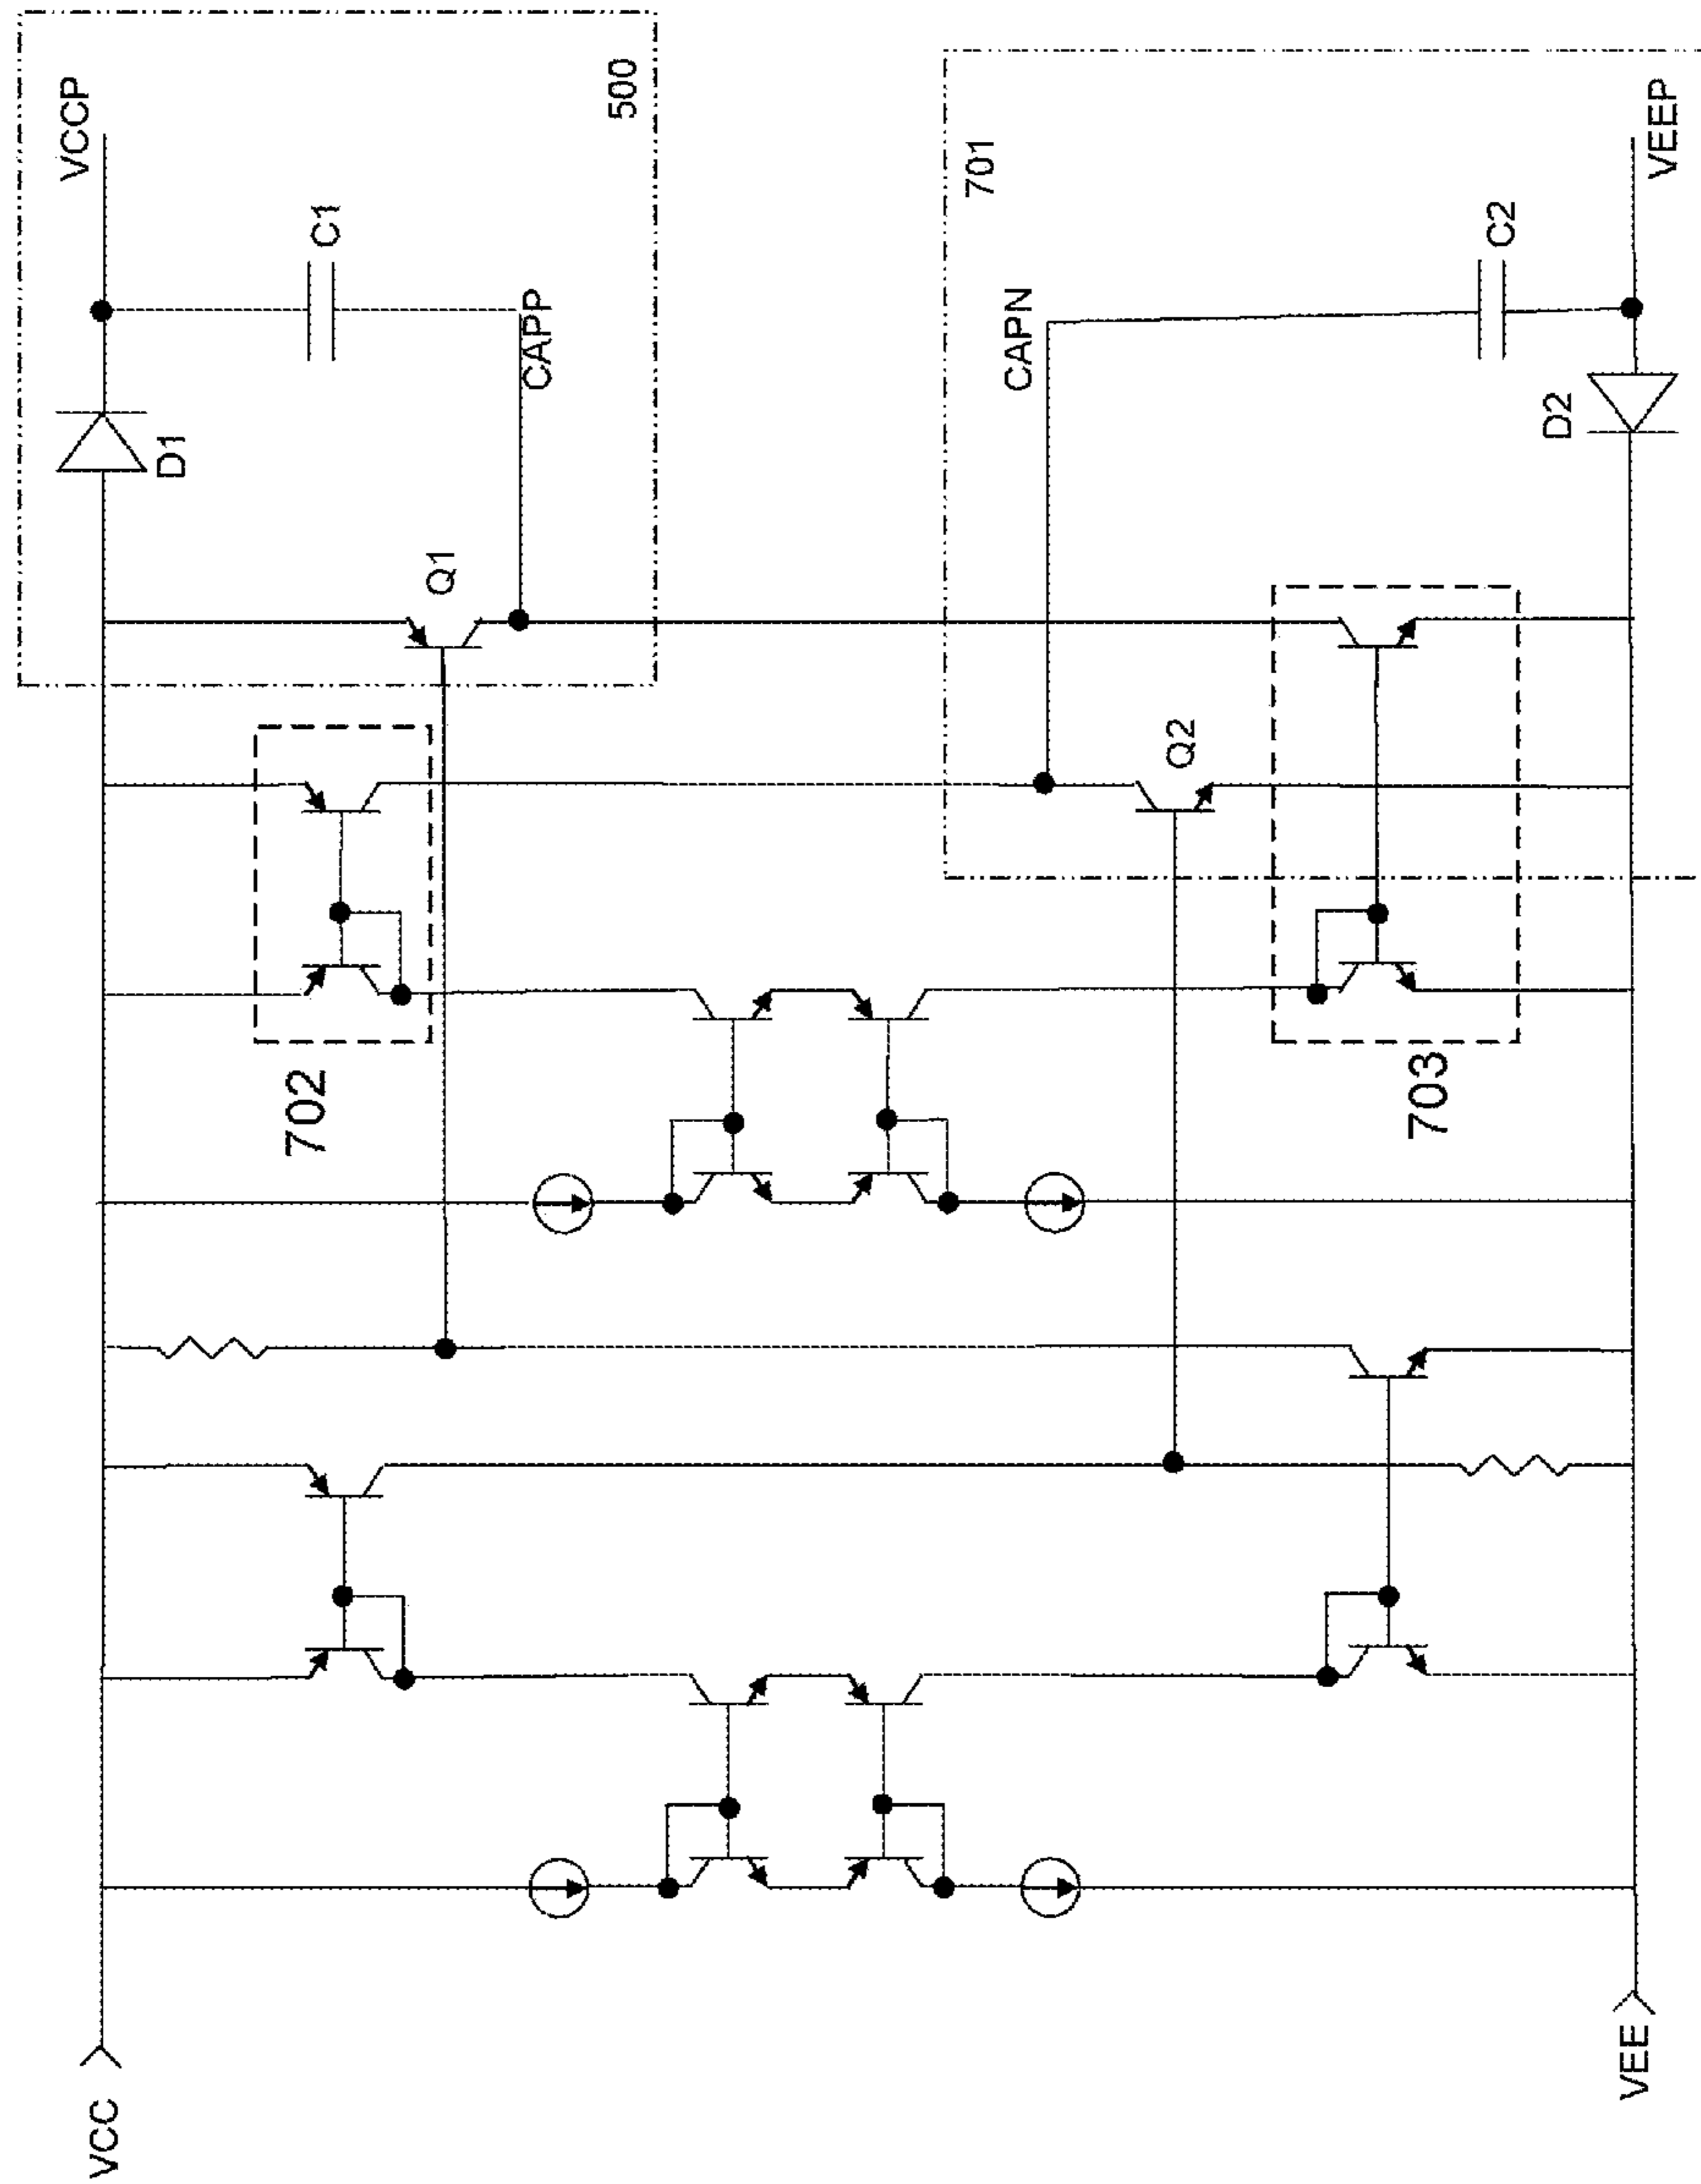 VCCP
500
C1
D1
CAPP
Q1
701
CAPN
C2
VEEP
D2
Q2
702
703
VCC
VEE